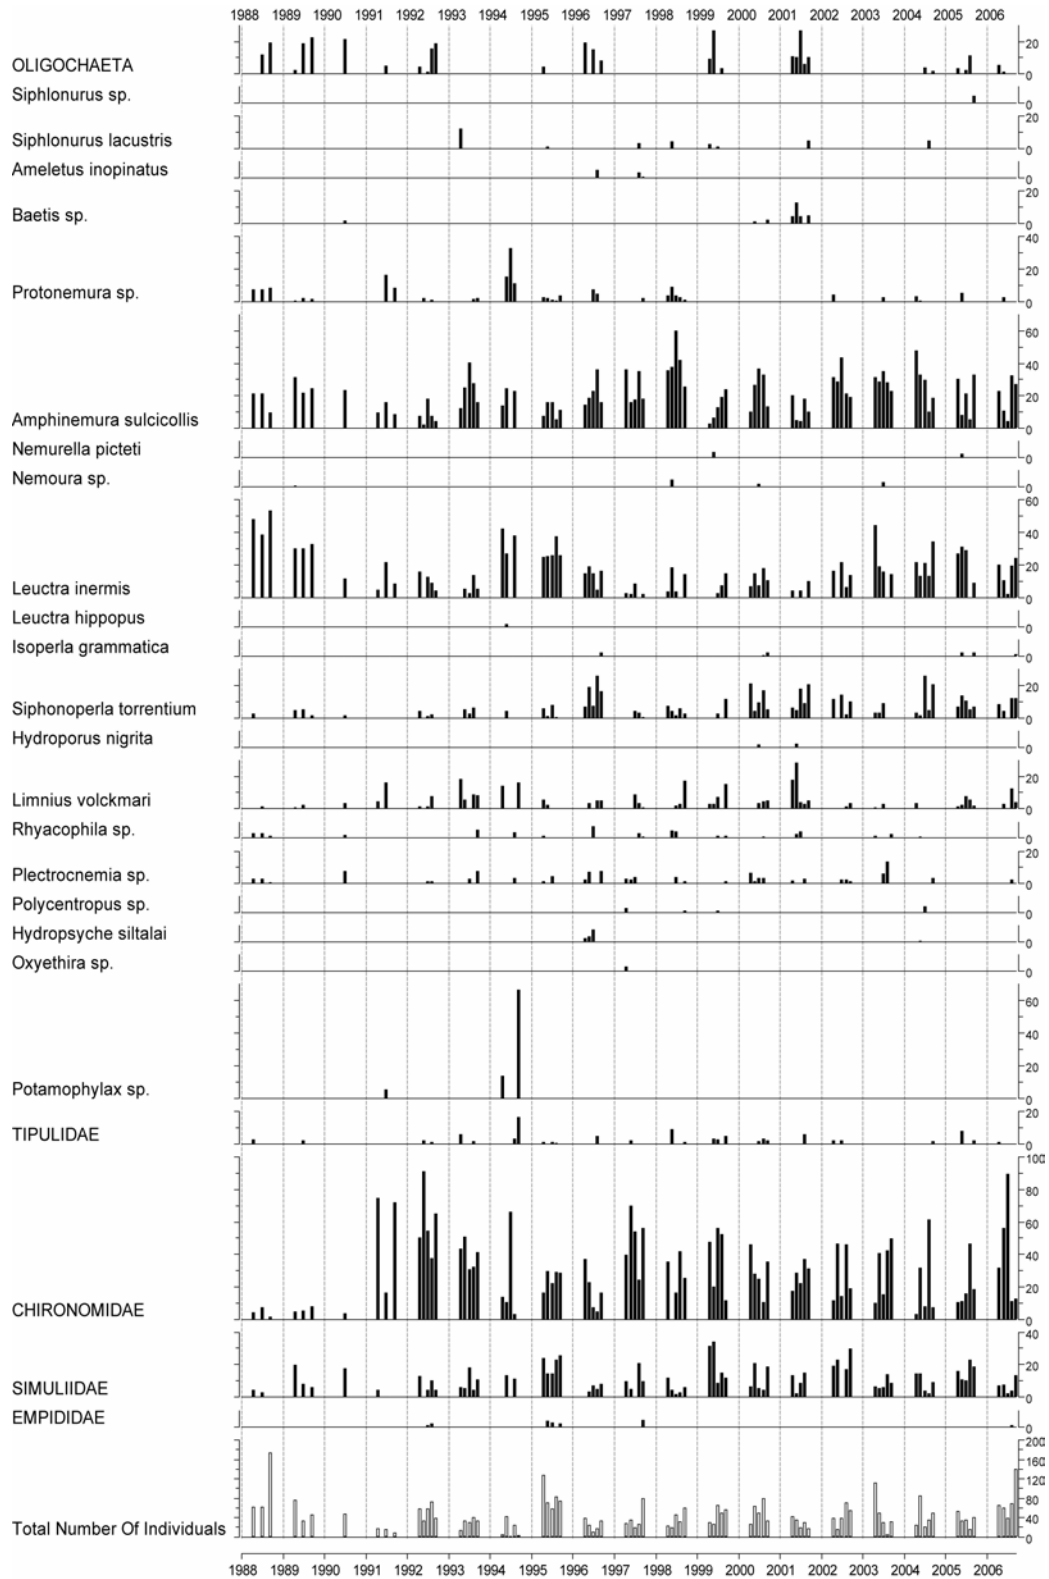 1988 1989 1990 1991 1992 1993 1994 1995 1996 1997 1998 1999 2000 2001 2002 2003 2004 2005 2006
20
OLIGOCHAETA 0
Siphlonurus sp. 0
20
Siphlonurus lacustris 0
Ameletus inopinatus 0
20
Baetis sp. 0
40
20
Protonemura sp. 0
60
40
20
Amphinemura sulcicollis 0
Nemurella picteti 0
Nemoura sp. 0
60
40
20
Leuctra inermis 0
Leuctra hippopus 0
Isoperla grammatica 0
20
Siphonoperla torrentium 0
Hydroporus nigrita 0
20
Limnius volckmari 0
Rhyacophila sp. 0
20
Plectrocnemia sp. 0
Polycentropus sp. 0
Hydropsyche siltalai 0
Oxyethira sp. 0
60
40
20
Potamophylax sp. 0
20
TIPULIDAE 0
100
80
60
40
20
CHIRONOMIDAE 0
40
20
SIMULIIDAE 0
EMPIDIDAE 0
200
160
120
80
40
Total Number Of Individuals 0
1988 1989 1990 1991 1992 1993 1994 1995 1996 1997 1998 1999 2000 2001 2002 2003 2004 2005 2006